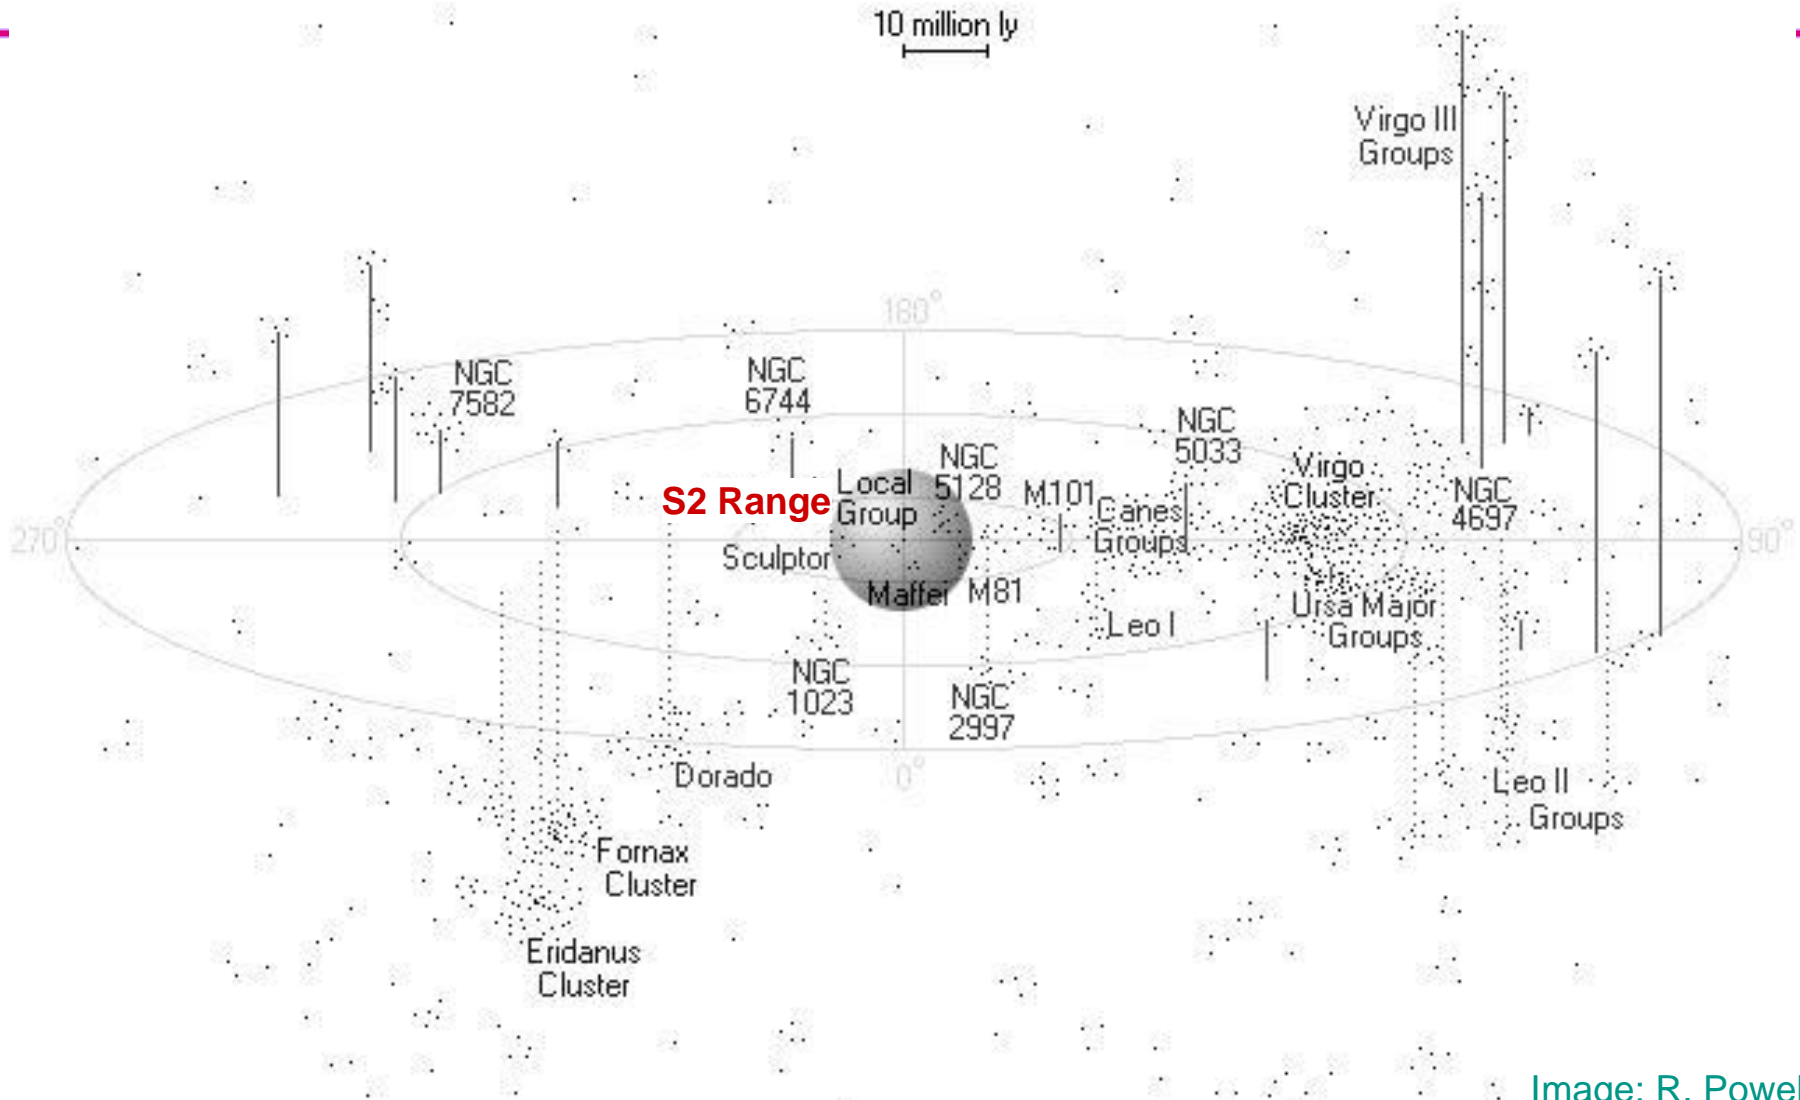 10 million ly
Virgo III
Groups
180°
NGC
7582
NGC
6744
NGC
5033
NGC
5128
Local
Group
S2 Range
M101
Canes
Groups
Virgo
Cluster
NGC
4697
270°
90°
Sculptor
Maffei
M81
Leo I
Ursa Major
Groups
NGC
1023
NGC
2997
0°
Dorado
Leo II
Groups
Fornax
Cluster
Eridanus
Cluster
Image: R. Powel